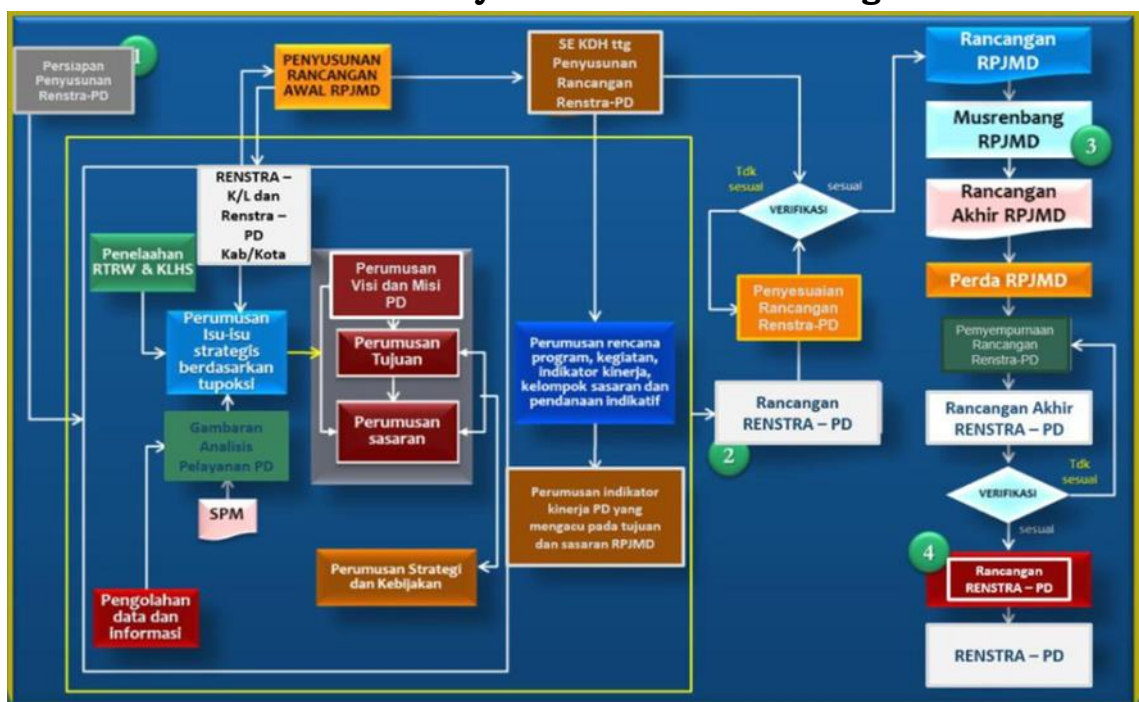 1
Persiapan
Penyusunan
Renstra-PD
PENYUSUNAN
RANCANGAN
AWAL RPJMD
SE KDH ttg
Penyusunan
Rancangan
Renstra-PD
Rancangan
RPJMD
Musrenbang
RPJMD
3
Rancangan
Akhir RPJMD
Perda RPJMD
Pemyempurnaan
Rancangan
Renstra-PD
Rancangan Akhir
RENSTRA – PD
Tdk
sesual
VERIFIKASI
sesual
4
Rancangan
RENSTRA – PD
RENSTRA – PD
RENSTRA –
K/L dan
Renstra –
PD
Kab/Kota
Penelaahan
RTRW & KLHS
Perumusan
Isu-isu
strategis
berdasarkan
tupoksi
Gambaran
Analisis
Pelayanan PD
SPM
Pengolahan
data dan
informasi
Perumusan
Visi dan Misi
PD
Perumusan
Tujuan
Perumusan
sasaran
Perumusan Strategi
dan Kebijakan
Perumusan rencana
program, kegiatan,
indikator kinerja,
kelompok sasaran dan
pendanaan indikatif
Perumusan indikator
kinerja PD yang
mengacu pada tujuan
dan sasaran RPJMD
Tdk
sesual
sesual
VERIFIKASI
Penyesuaian
Rancangan
Renstra-PD
Rancangan
RENSTRA – PD
2